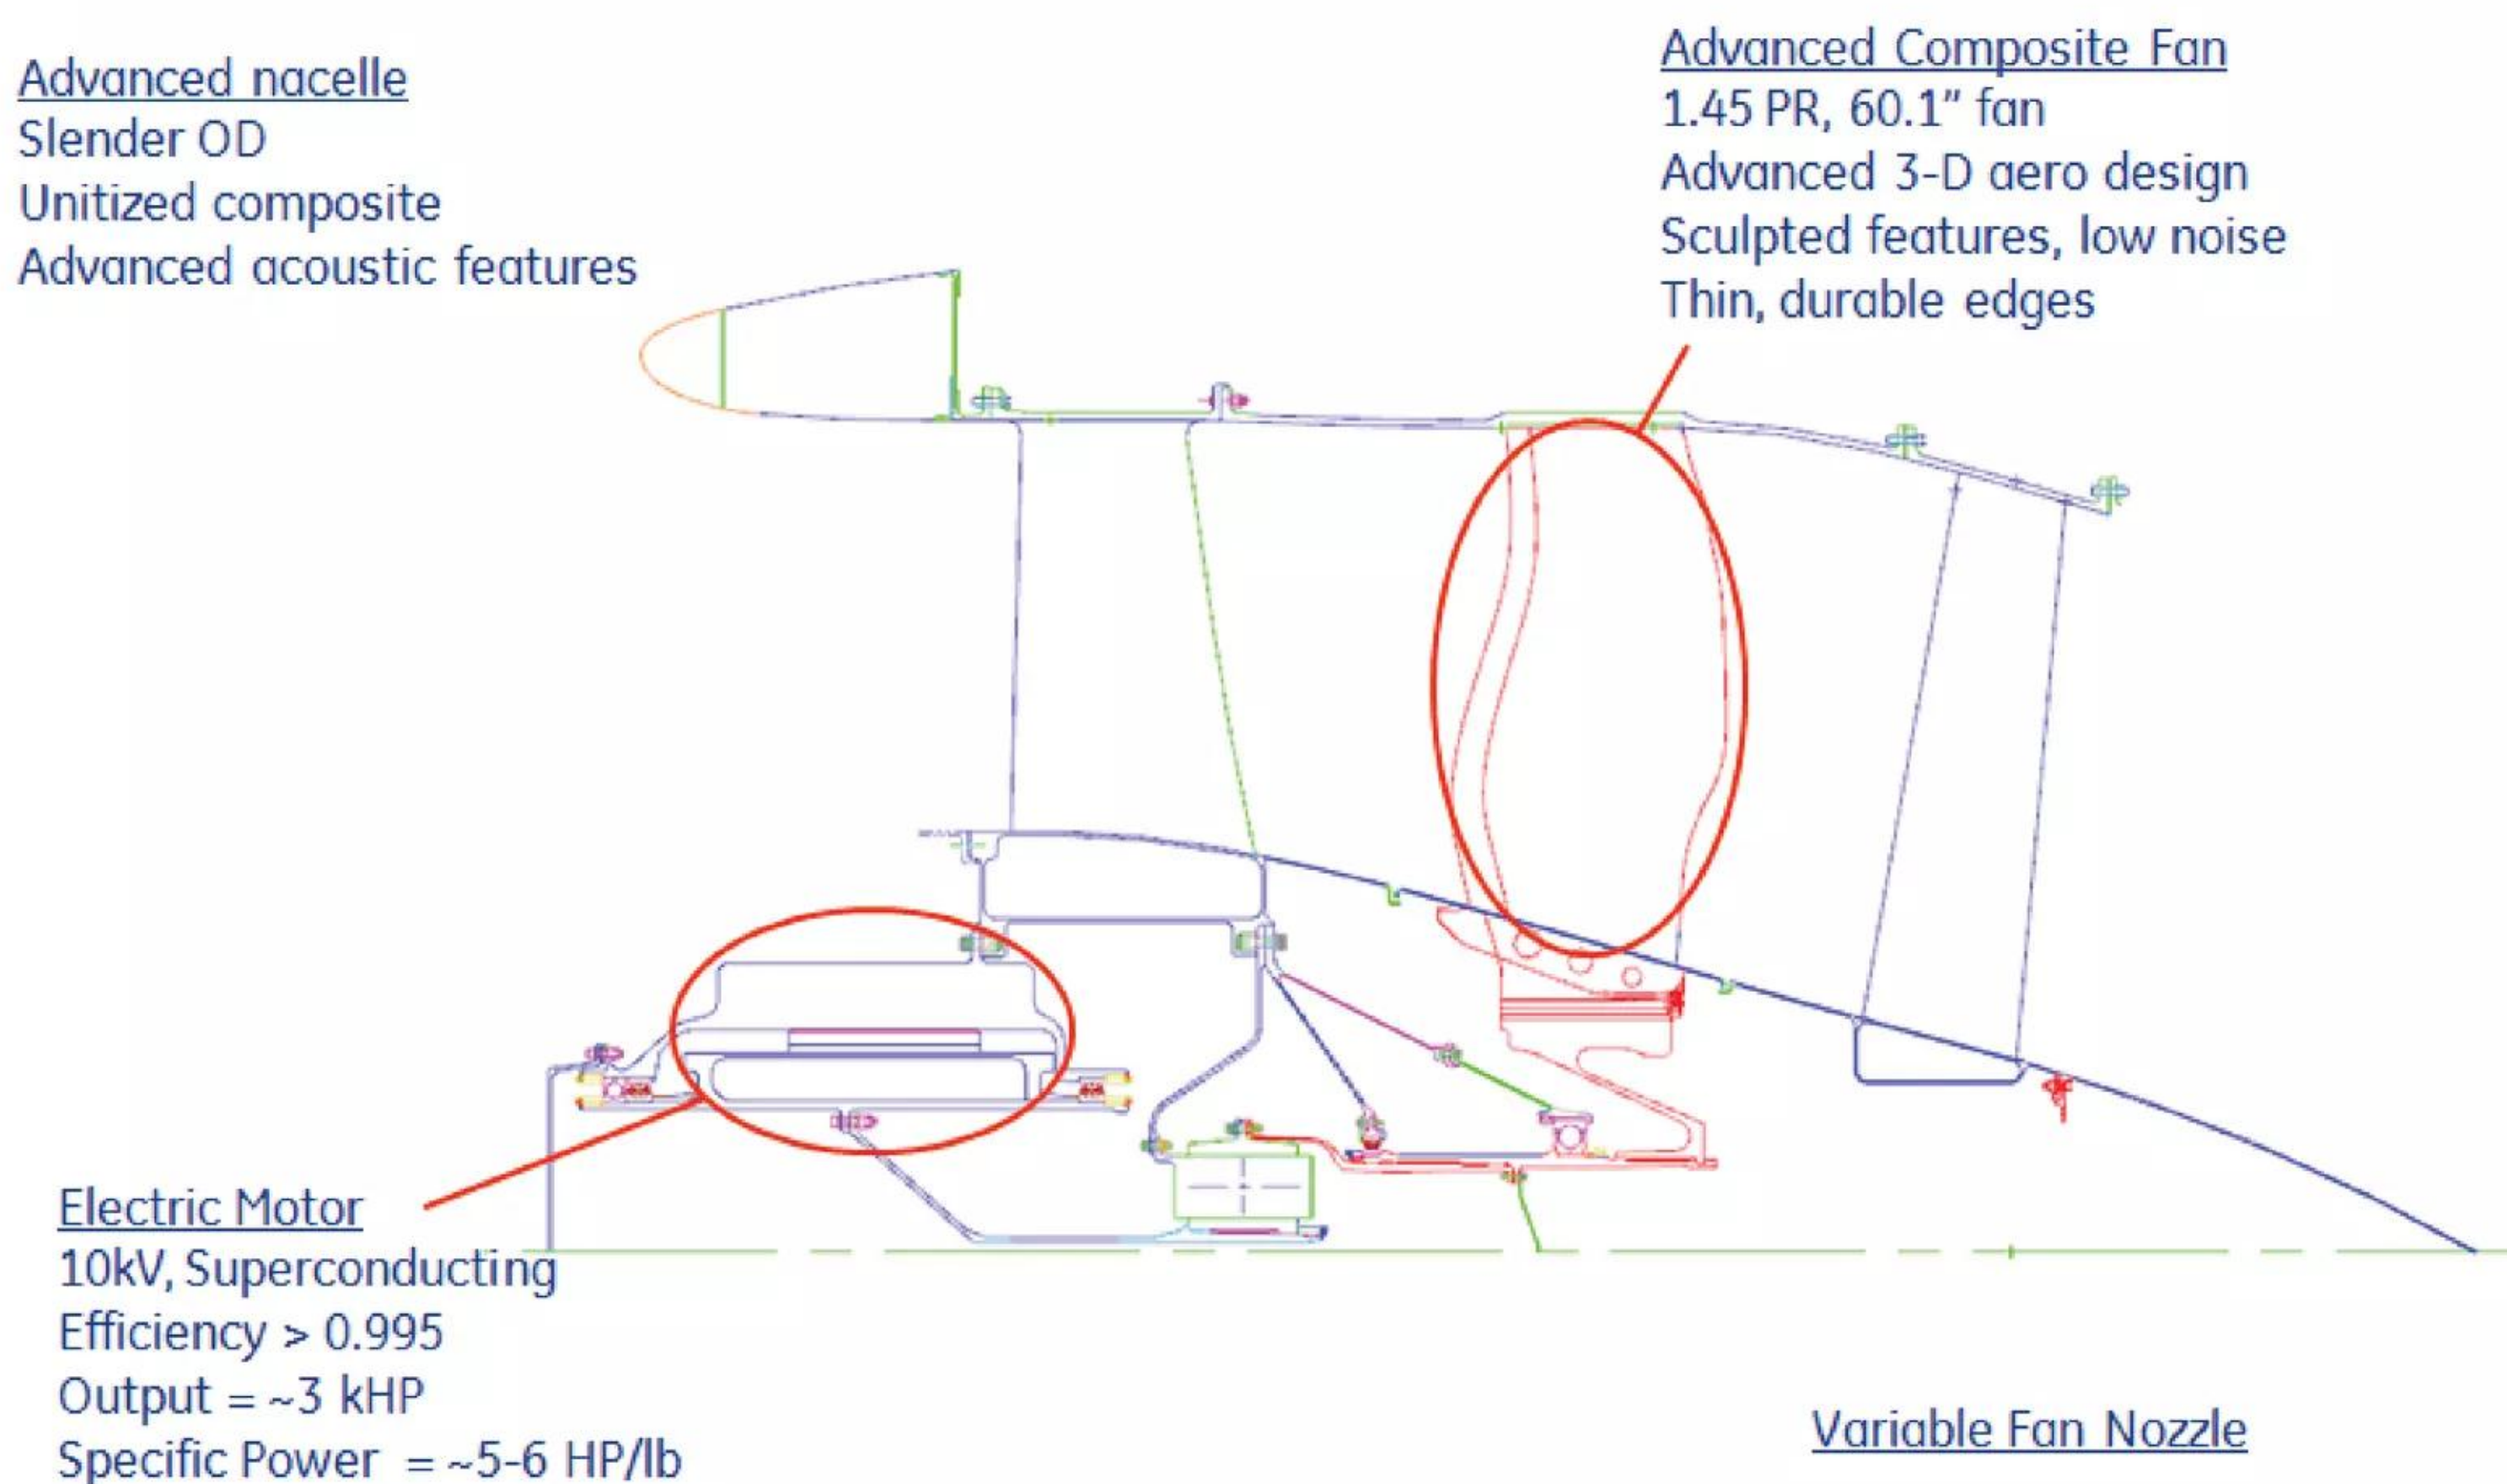 Advanced nacelle
Slender OD
Unitized composite
Advanced acoustic features
Advanced Composite Fan
1.45 PR, 60.1" fan
Advanced 3-D aero design
Sculpted features, low noise
Thin, durable edges
Electric Motor
10kV, Superconducting
Efficiency > 0.995
Output = ~3 kHP
Specific Power = ~5-6 HP/lb
Variable Fan Nozzle